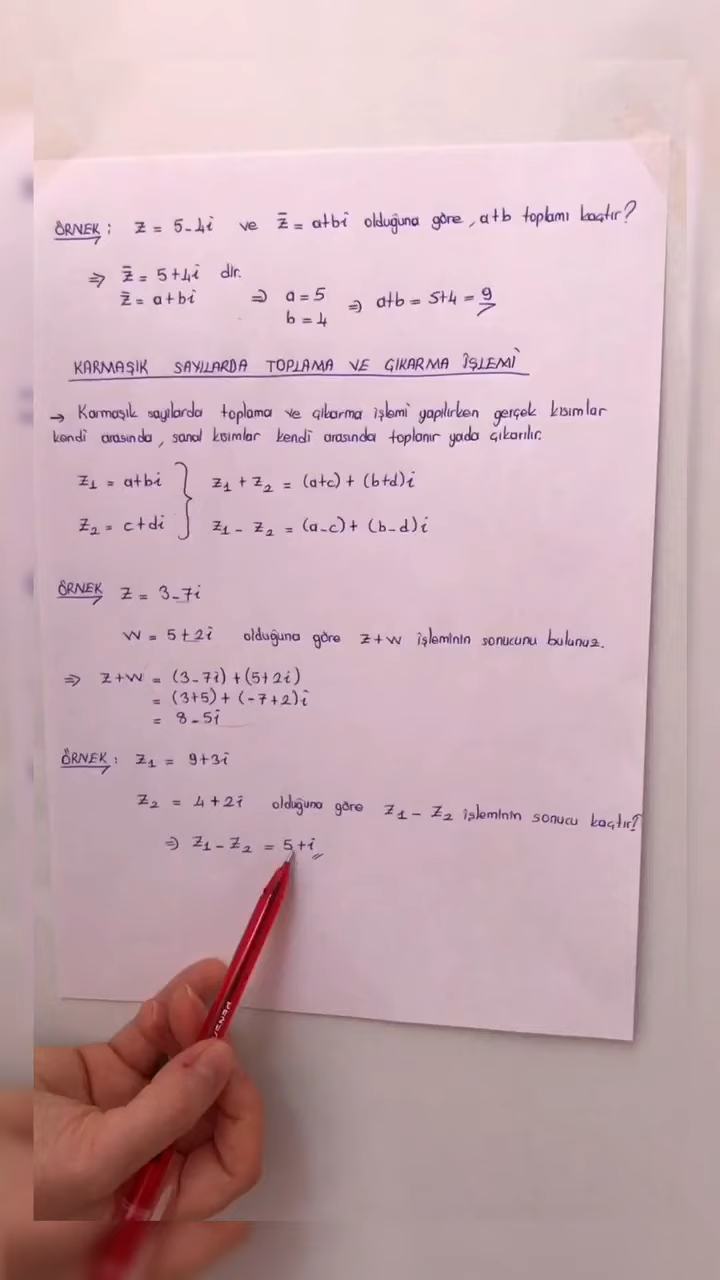 ÖRNEK : z = 5-4i ve z̄ = a+bi olduğuna göre, a+b toplamı kaçtır?
⇒ z̄ = 5+4i dir.
z̄ = a+bi ⇒ a = 5 ⇒ a+b = 5+4 = 9
b = 4
KARMAŞIK SAYILARDA TOPLAMA VE ÇIKARMA İŞLEMİ
→ Karmaşık sayılarda toplama ve çıkarma işlemi yapılırken gerçek kısımlar
kendi arasında, sanal kısımlar kendi arasında toplanır yada çıkarılır.
z₁ = a+bi } z₁ + z₂ = (a+c) + (b+d)i
z₂ = c+di } z₁ - z₂ = (a-c) + (b-d)i
ÖRNEK z = 3-7i
w = 5+2i olduğuna göre z+w işleminin sonucunu bulunuz.
⇒ z+w = (3-7i) + (5+2i)
= (3+5) + (-7+2)i
= 8-5i
ÖRNEK : z₁ = 9+3i
z₂ = 4+2i olduğuna göre z₁ - z₂ işleminin sonucu kaçtır?
⇒ z₁ - z₂ = 5+i